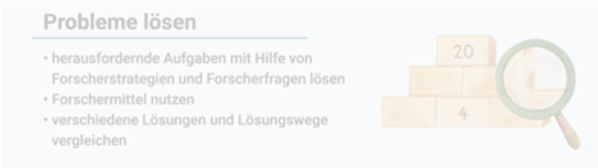 Probleme lösen
• herausfordernde Aufgaben mit Hilfe von
Forscherstrategien und Forscherfragen lösen
• Forschermittel nutzen
• verschiedene Lösungen und Lösungswege
vergleichen
20
4